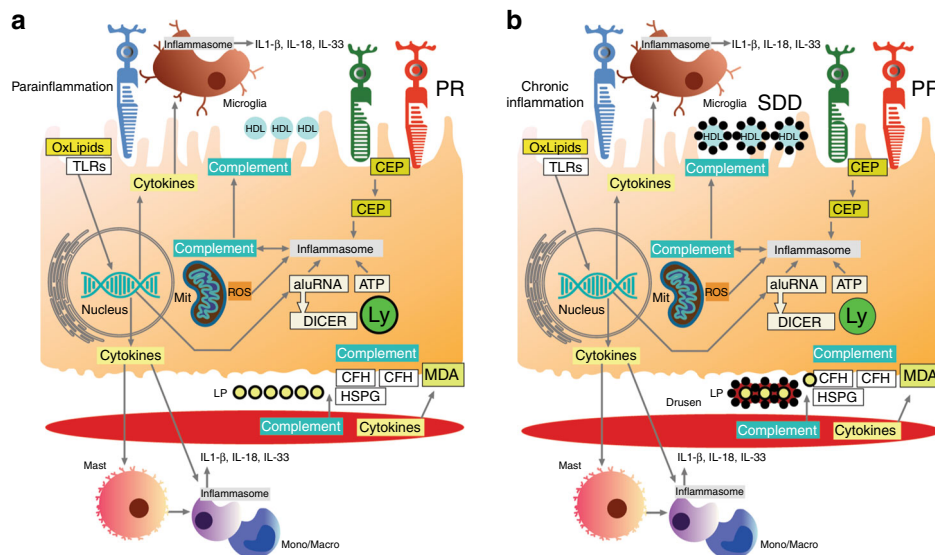 a
Inflammasome
IL1-β, IL-18, IL-33
Parainflammation
Microglia
PR
HDL HDL HDL
OxLipids
TLRs
Cytokines
Complement
CEP
CEP
Complement
Inflammasome
Mit
ROS
aluRNA
ATP
Nucleus
DICER
Ly
Cytokines
Complement
CFH
CFH
MDA
LP
HSPG
Complement
Cytokines
IL1-β, IL-18, IL-33
Mast
Inflammasome
Mono/Macro
b
Inflammasome
IL1-β, IL-18, IL-33
Chronic
inflammation
Microglia
SDD
PR
HDL HDL HDL
OxLipids
TLRs
Cytokines
Complement
CEP
CEP
Complement
Inflammasome
Mit
ROS
aluRNA
ATP
Nucleus
DICER
Ly
Cytokines
Complement
CFH
CFH
MDA
LP
HSPG
Drusen
Complement
Cytokines
IL1-β, IL-18, IL-33
Mast
Inflammasome
Mono/Macro